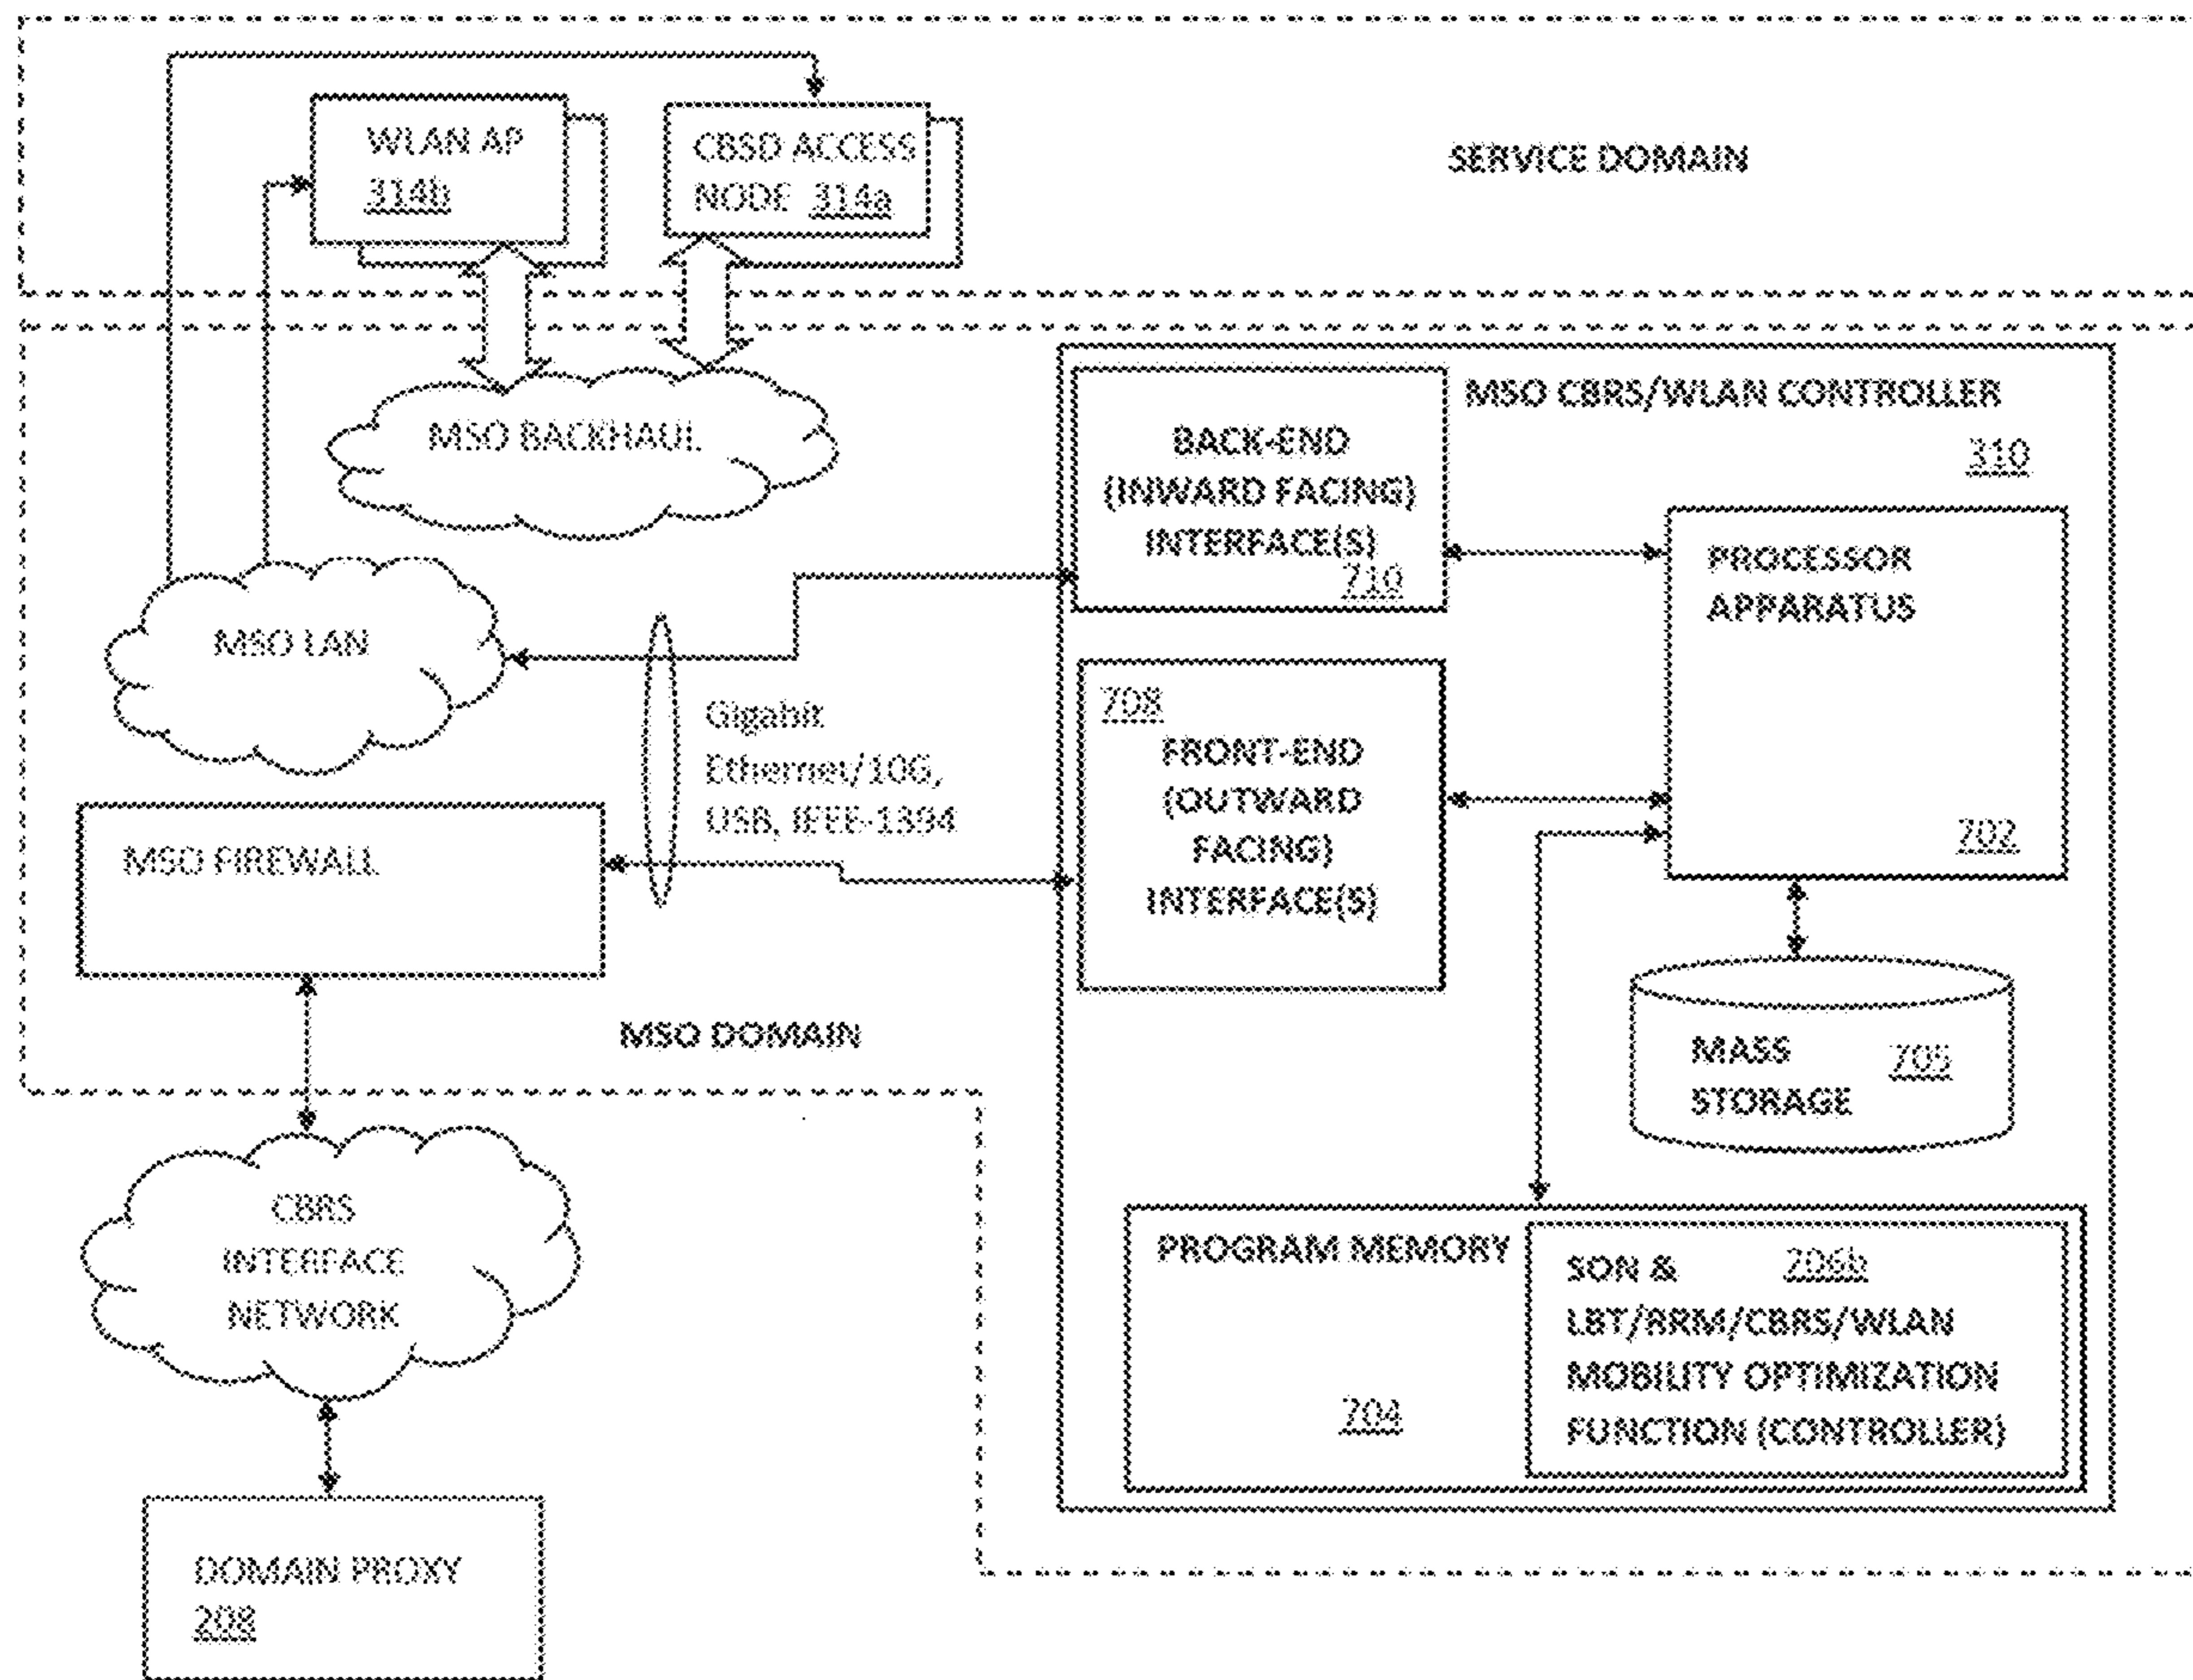 WLAN AP
314b
CBSD ACCESS
NODE 314a
SERVICE DOMAIN
MSO BACKHAUL
MSO CBRS/WLAN CONTROLLER
310
BACK-END
(INWARD FACING)
INTERFACE(S)
710
PROCESSOR
APPARATUS
702
MSO LAN
Gigabit
Ethernet/10G,
USB, IEEE-1394
708
FRONT-END
(OUTWARD
FACING)
INTERFACE(S)
MSO FIREWALL
MSO DOMAIN
MASS
STORAGE
705
CBRS
INTERFACE
NETWORK
PROGRAM MEMORY
704
SON & 206b
LBT/RRM/CBRS/WLAN
MOBILITY OPTIMIZATION
FUNCTION (CONTROLLER)
DOMAIN PROXY
208